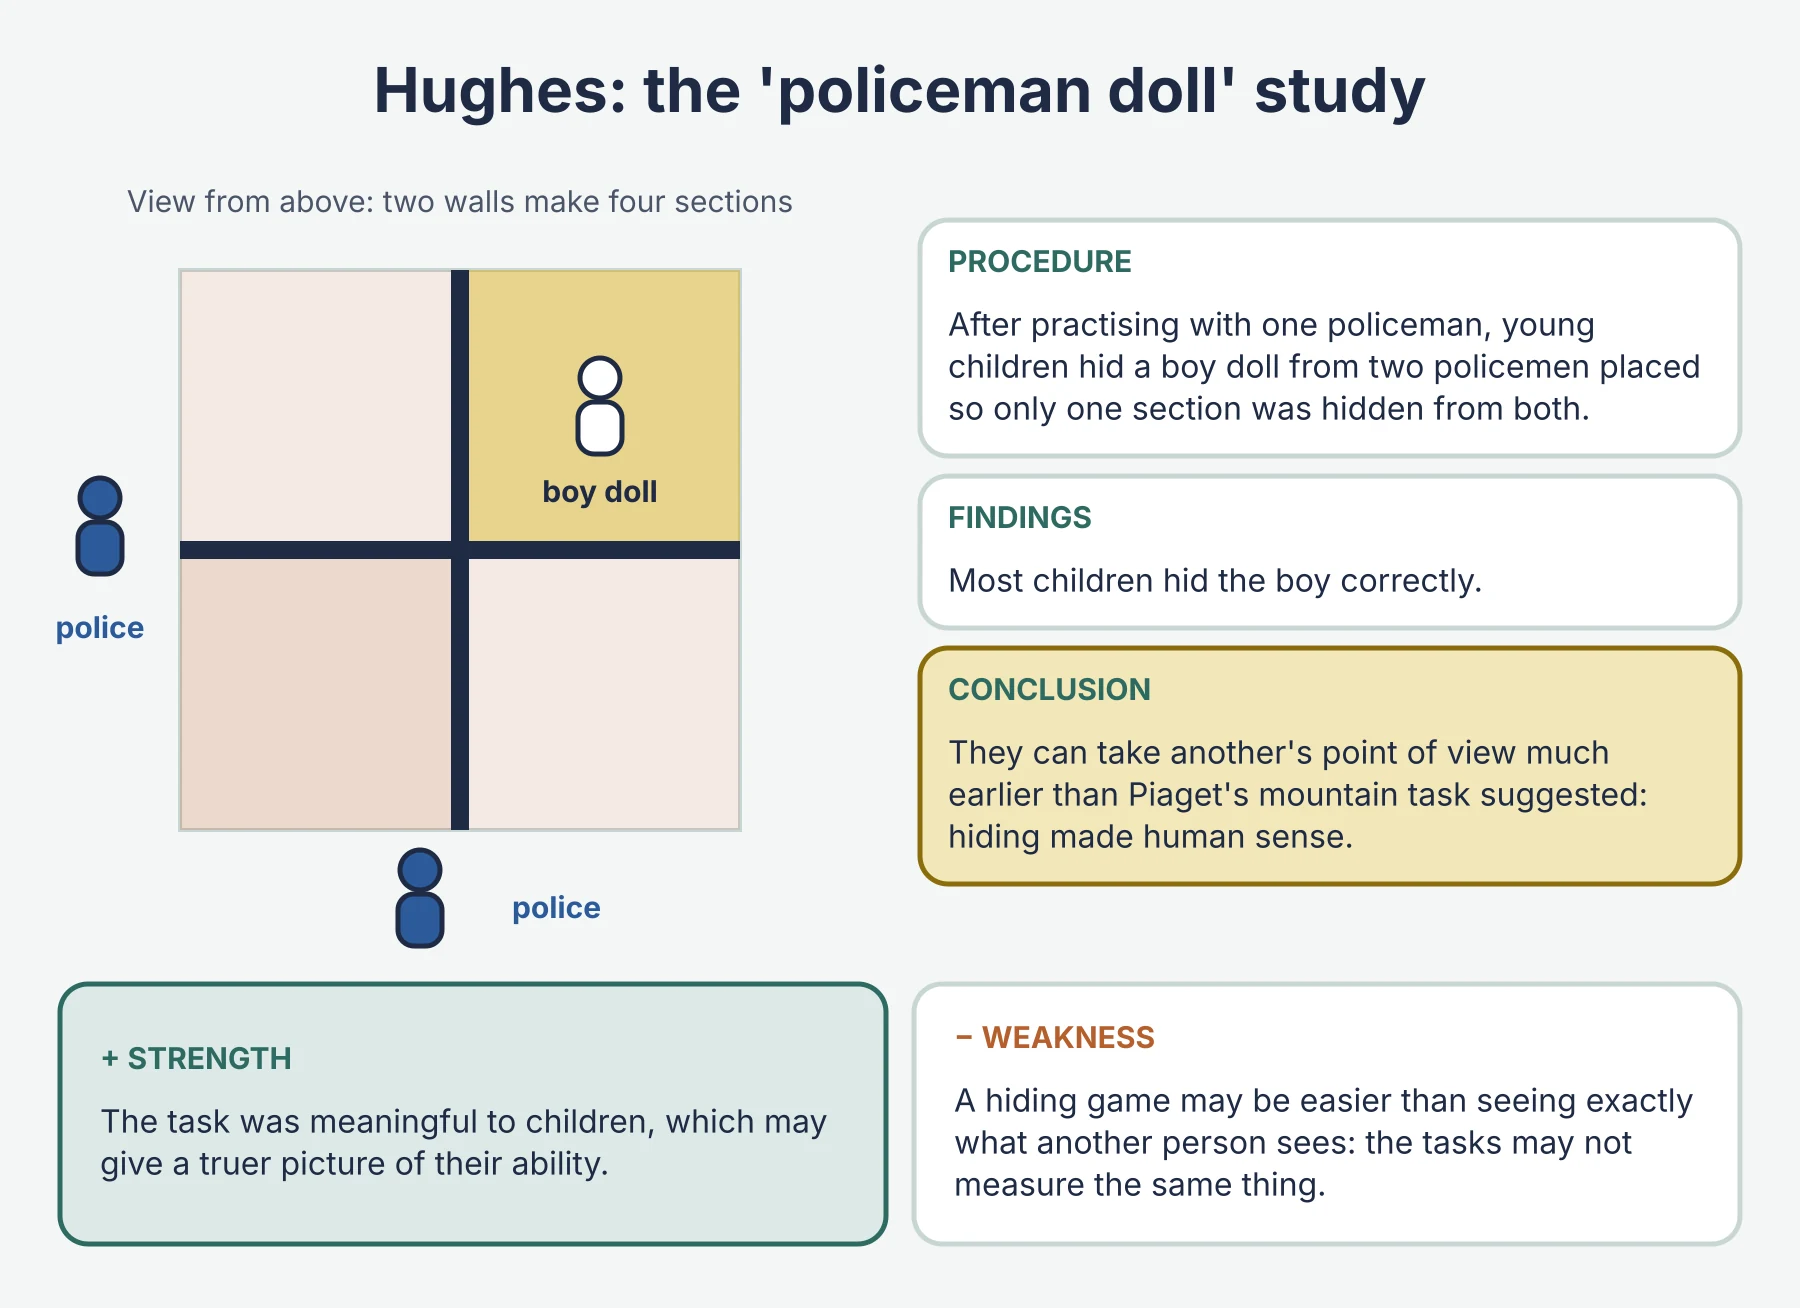 Hughes: the 'policeman doll' study
View from above: two walls make four sections
boy doll
police
police
PROCEDURE
After practising with one policeman, young
children hid a boy doll from two policemen placed
so only one section was hidden from both.
FINDINGS
Most children hid the boy correctly.
CONCLUSION
They can take another's point of view much
earlier than Piaget's mountain task suggested:
hiding made human sense.
+ STRENGTH
The task was meaningful to children, which may
give a truer picture of their ability.
− WEAKNESS
A hiding game may be easier than seeing exactly
what another person sees: the tasks may not
measure the same thing.